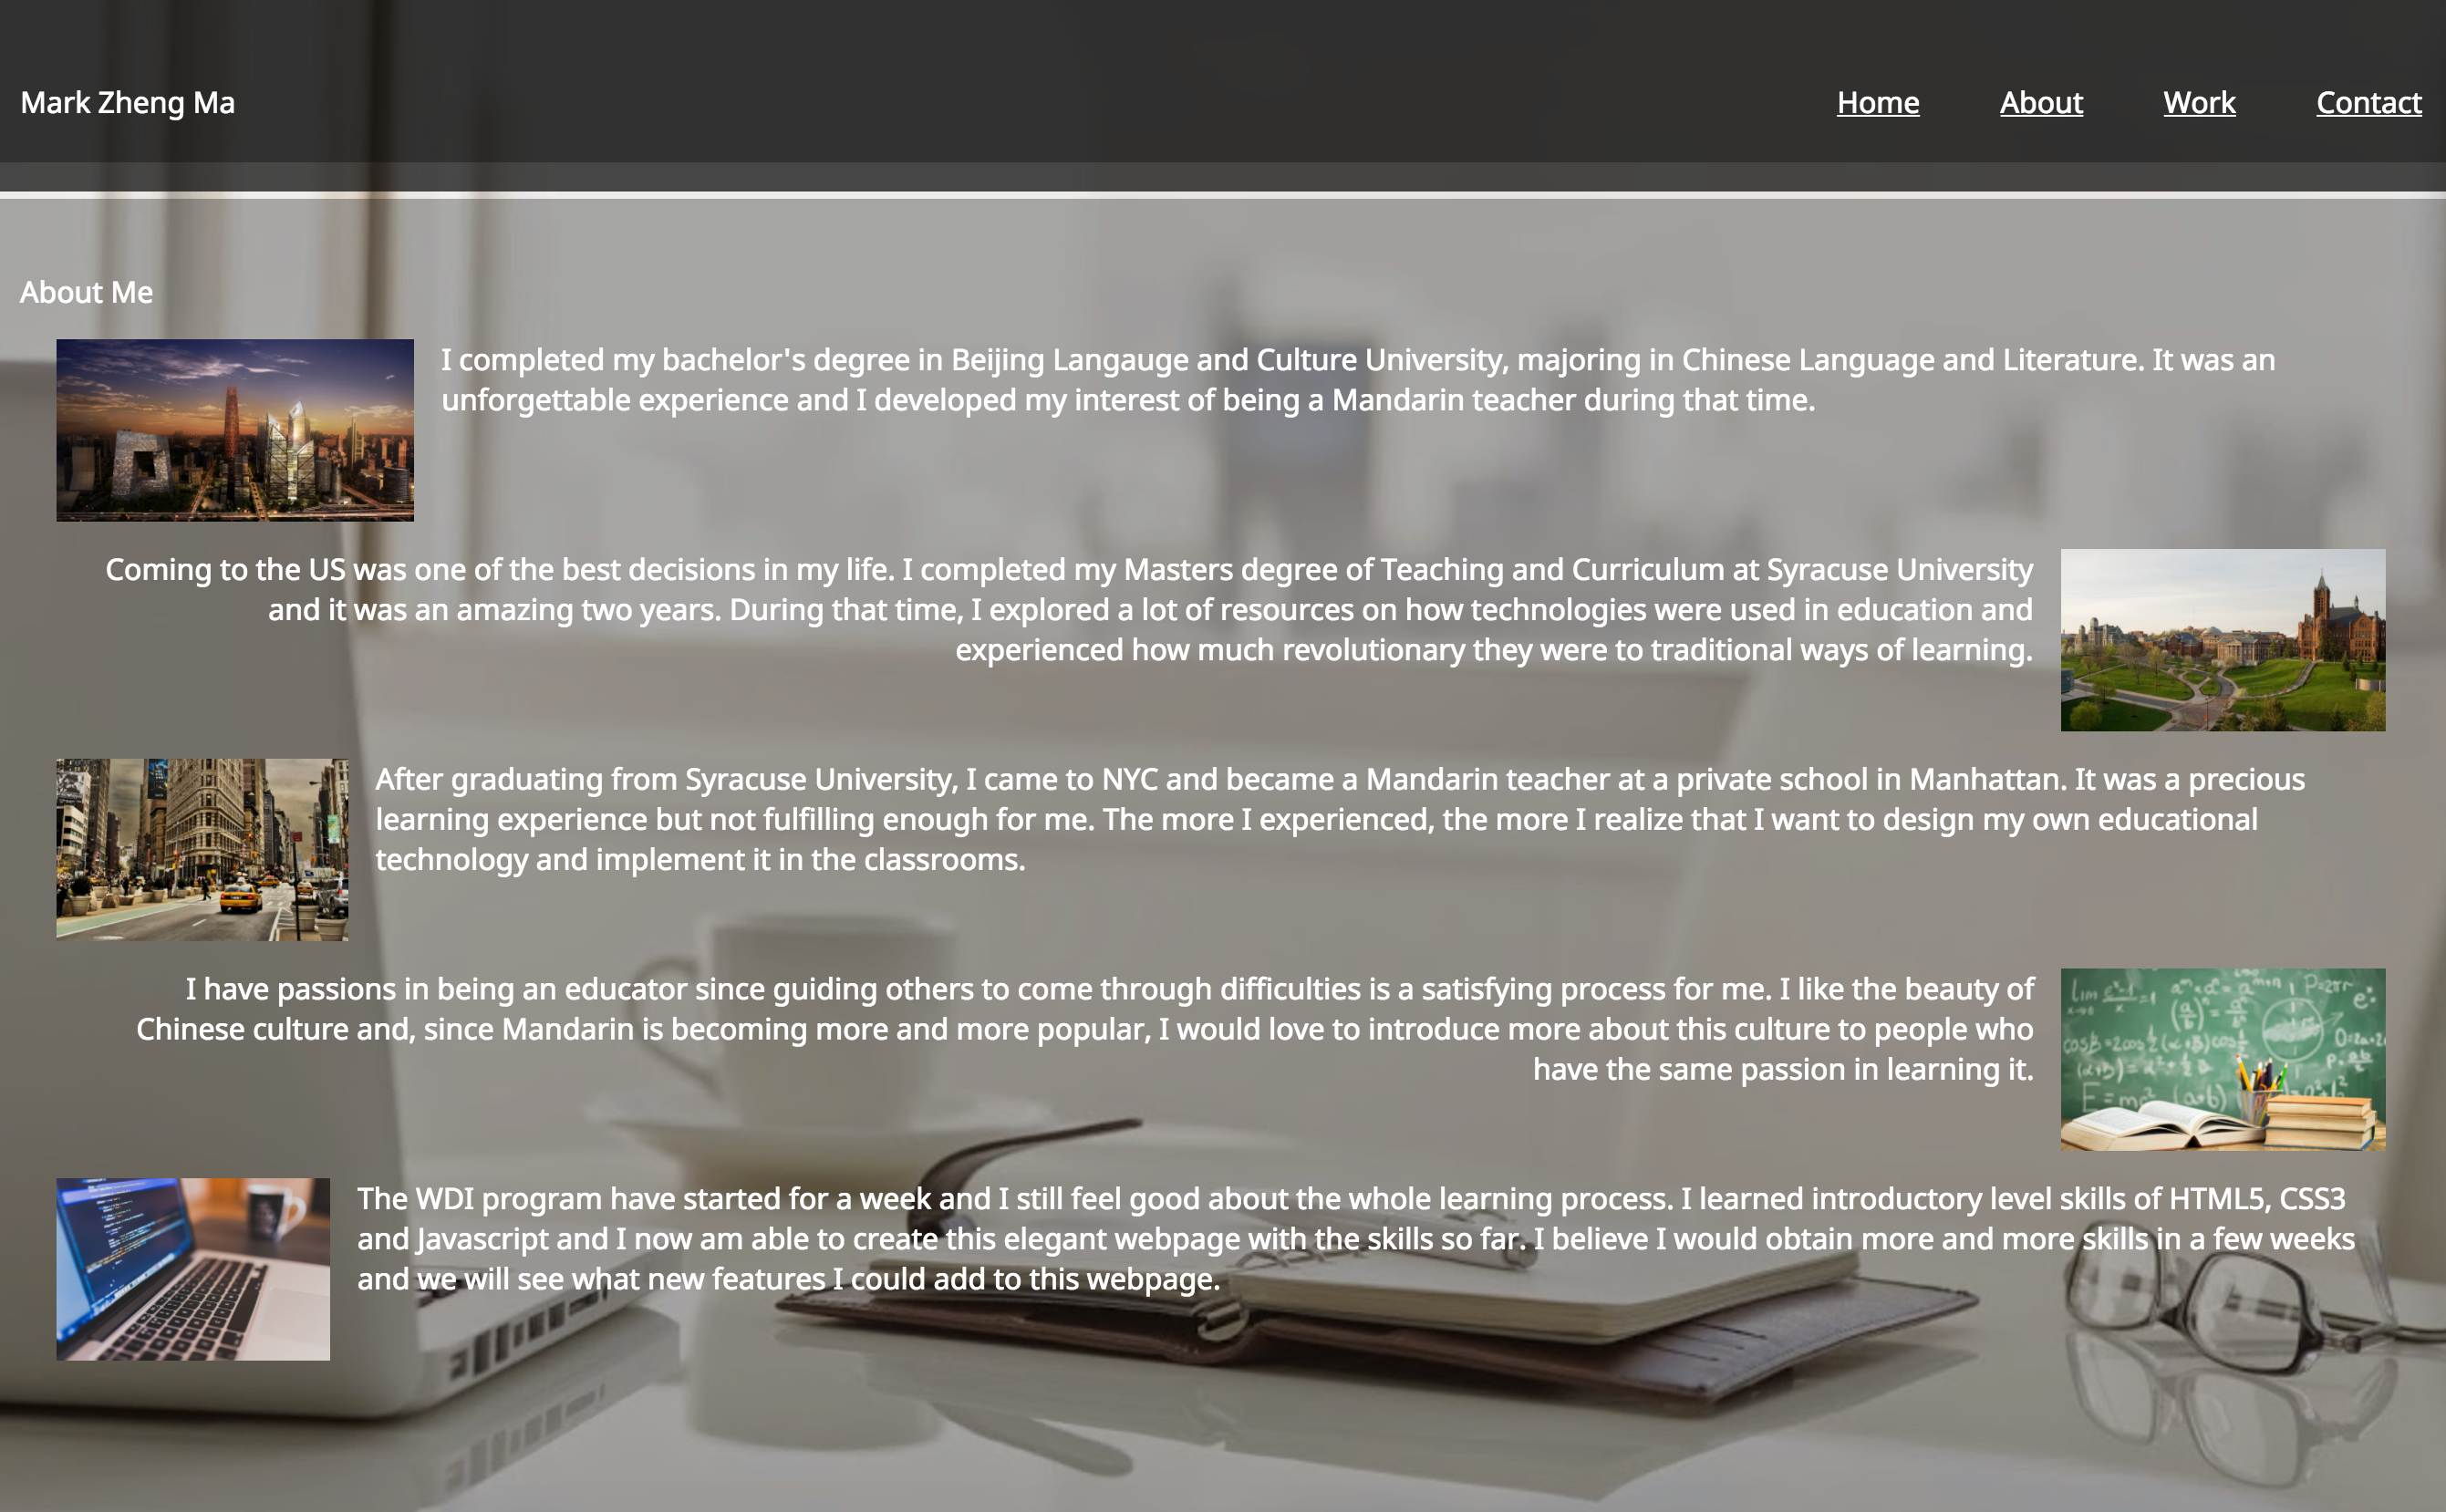 Mark Zheng Ma
Home
About
Work
Contact
About Me
I completed my bachelor's degree in Beijing Langauge and Culture University, majoring in Chinese Language and Literature. It was an
unforgettable experience and I developed my interest of being a Mandarin teacher during that time.
Coming to the US was one of the best decisions in my life. I completed my Masters degree of Teaching and Curriculum at Syracuse University
and it was an amazing two years. During that time, I explored a lot of resources on how technologies were used in education and
experienced how much revolutionary they were to traditional ways of learning.
After graduating from Syracuse University, I came to NYC and became a Mandarin teacher at a private school in Manhattan. It was a precious
learning experience but not fulfilling enough for me. The more I experienced, the more I realize that I want to design my own educational
technology and implement it in the classrooms.
I have passions in being an educator since guiding others to come through difficulties is a satisfying process for me. I like the beauty of
Chinese culture and, since Mandarin is becoming more and more popular, I would love to introduce more about this culture to people who
have the same passion in learning it.
The WDI program have started for a week and I still feel good about the whole learning process. I learned introductory level skills of HTML5, CSS3
and Javascript and I now am able to create this elegant webpage with the skills so far. I believe I would obtain more and more skills in a few weeks
and we will see what new features I could add to this webpage.